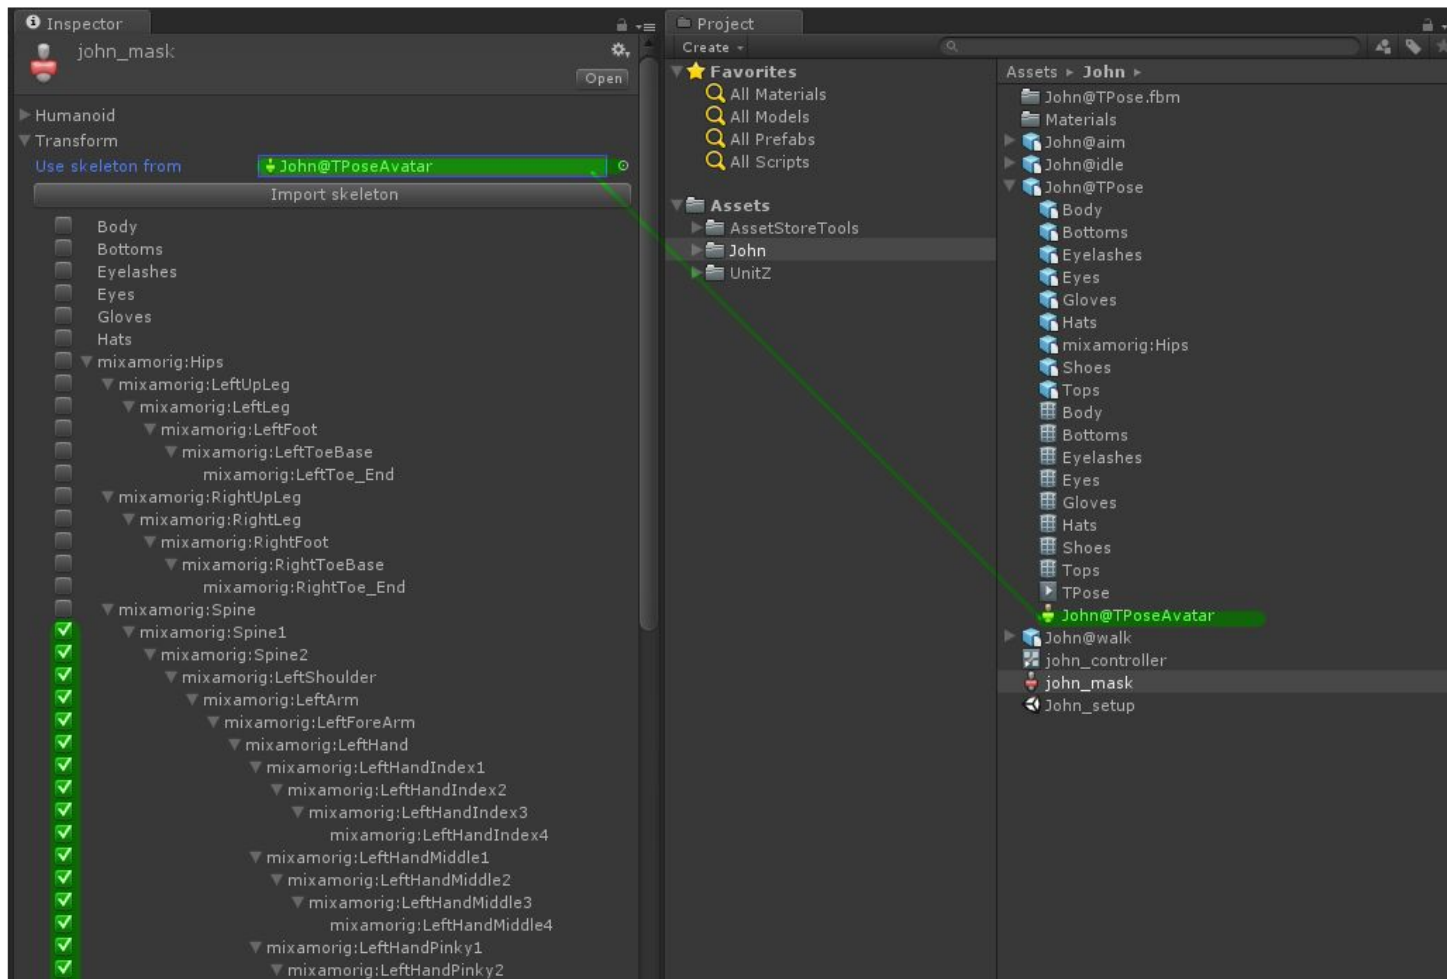 Inspector
john_mask
Open
Humanoid
Transform
Use skeleton from
John@TPoseAvatar
Import skeleton
Body
Bottoms
Eyelashes
Eyes
Gloves
Hats
mixamorig:Hips
mixamorig:LeftUpLeg
mixamorig:LeftLeg
mixamorig:LeftFoot
mixamorig:LeftToeBase
mixamorig:LeftToe_End
mixamorig:RightUpLeg
mixamorig:RightLeg
mixamorig:RightFoot
mixamorig:RightToeBase
mixamorig:RightToe_End
mixamorig:Spine
mixamorig:Spine1
mixamorig:Spine2
mixamorig:LeftShoulder
mixamorig:LeftArm
mixamorig:LeftForeArm
mixamorig:LeftHand
mixamorig:LeftHandIndex1
mixamorig:LeftHandIndex2
mixamorig:LeftHandIndex3
mixamorig:LeftHandIndex4
mixamorig:LeftHandMiddle1
mixamorig:LeftHandMiddle2
mixamorig:LeftHandMiddle3
mixamorig:LeftHandMiddle4
mixamorig:LeftHandPinky1
mixamorig:LeftHandPinky2
Project
Create
Favorites
All Materials
All Models
All Prefabs
All Scripts
Assets
AssetStoreTools
John
UnitZ
Assets ▸ John ▸
John@TPose.fbm
Materials
John@aim
John@idle
John@TPose
Body
Bottoms
Eyelashes
Eyes
Gloves
Hats
mixamorig:Hips
Shoes
Tops
Body
Bottoms
Eyelashes
Eyes
Gloves
Hats
Shoes
Tops
TPose
John@TPoseAvatar
John@walk
john_controller
john_mask
John_setup